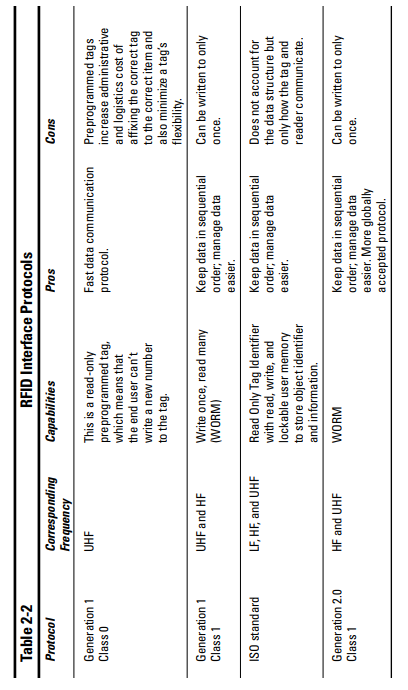 Table 2-2 RFID Interface Protocols
Protocol Corresponding Frequency Capabilities Pros Cons
Generation 1
Class 0
UHF
This is a read-only
preprogrammed tag,
which means that
the end user can't
write a new number
to the tag.
Fast data communication
protocol.
Preprogrammed tags
increase administrative
and logistics cost of
affixing the correct tag
to the correct item and
also minimize a tag's
flexibility.
Generation 1
Class 1
UHF and HF
Write once, read many
(WORM)
Keep data in sequential
order; manage data
easier.
Can be written to only
once.
ISO standard
LF, HF, and UHF
Read Only Tag Identifier
with read, write, and
lockable user memory
to store object identifier
and information.
Keep data in sequential
order; manage data
easier.
Does not account for
the data structure but
only how the tag and
reader communicate.
Generation 2.0
Class 1
HF and UHF
WORM
Keep data in sequential
order; manage data
easier. More globally
accepted protocol.
Can be written to only
once.